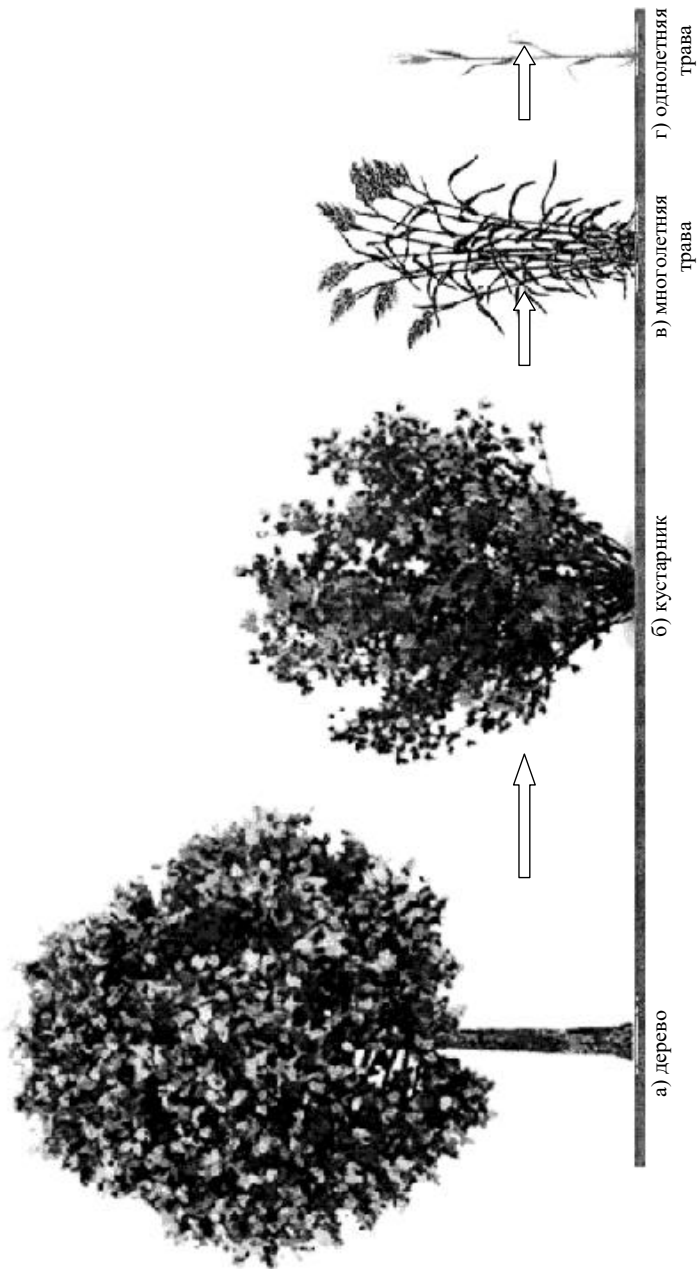 а) дерево
б) кустарник
в) многолетняя
трава
г) однолетняя
трава